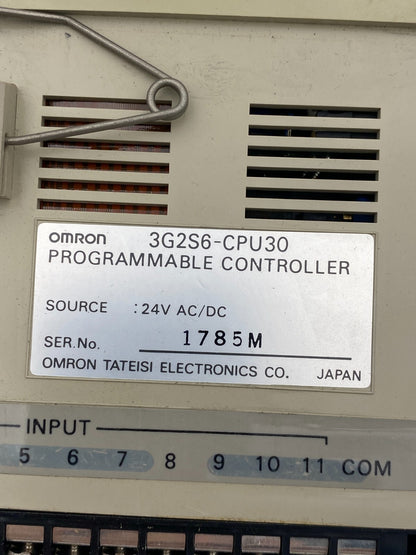 omron 3G2S6-CPU30
PROGRAMMABLE CONTROLLER
SOURCE : 24V AC/DC
SER.No. 1785M
OMRON TATEISI ELECTRONICS CO. JAPAN
INPUT
5 6 7 8 9 10 11 COM